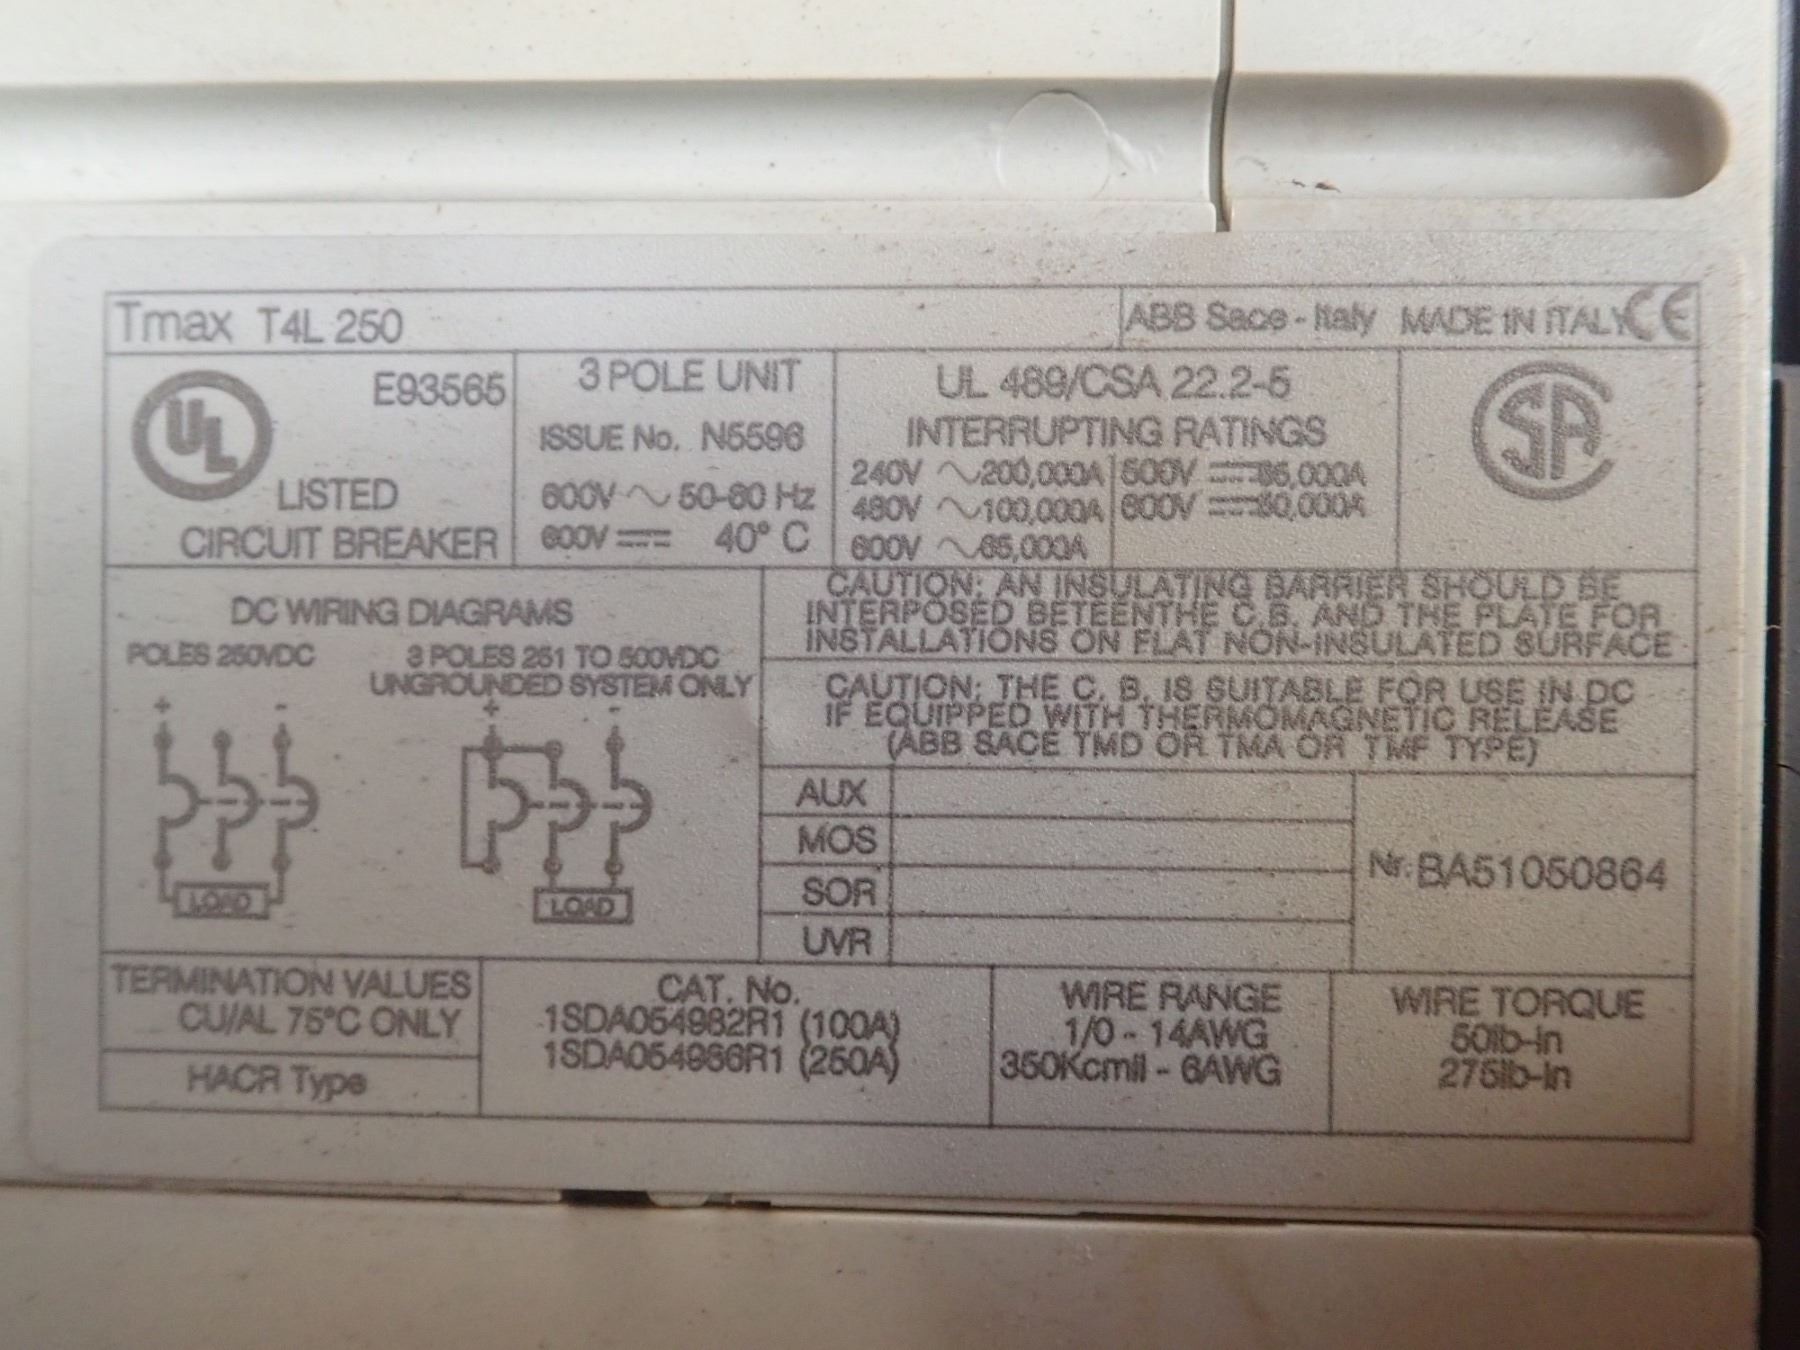 Tmax T4L 250
ABB Sace - Italy MADE IN ITALY CE
UL
E93565
LISTED
CIRCUIT BREAKER
3 POLE UNIT
ISSUE No. N5596
600V ~ 50-60 Hz
600V ⎓ 40° C
UL 489/CSA 22.2-5
INTERRUPTING RATINGS
240V ~200,000A
480V ~100,000A
600V ~65,000A
500V ⎓
600V ⎓
SA
DC WIRING DIAGRAMS
POLES 250VDC
3 POLES 251 TO 500VDC
UNGROUNDED SYSTEM ONLY
+ -
LOAD
+ -
LOAD
CAUTION: AN INSULATING BARRIER SHOULD BE
INTERPOSED BETEENTHE C.B. AND THE PLATE FOR
INSTALLATIONS ON FLAT NON-INSULATED SURFACE
CAUTION: THE C. B. IS SUITABLE FOR USE IN DC
IF EQUIPPED WITH THERMOMAGNETIC RELEASE
(ABB SACE TMD OR TMA OR TMF TYPE)
AUX
MOS
SOR
UVR
Nr. BA51050864
TERMINATION VALUES
CU/AL 75°C ONLY
HACR Type
CAT. No.
1SDA054982R1 (100A)
1SDA054986R1 (250A)
WIRE RANGE
1/0 - 14AWG
350Kcmil - 6AWG
WIRE TORQUE
50lb-in
275lb-in